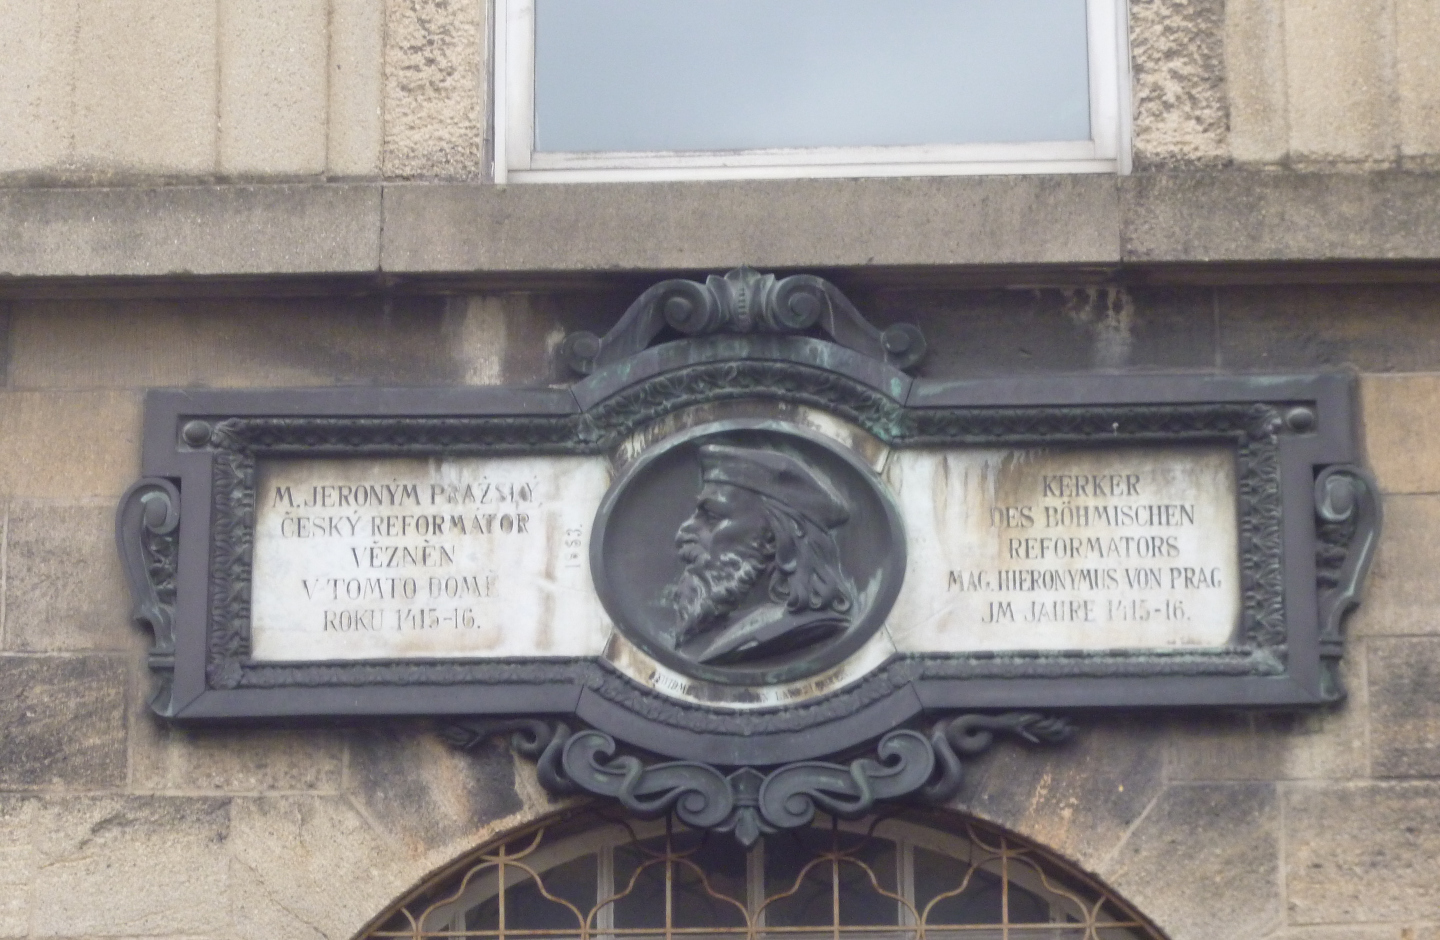 M. JERONÝM PRAŽSKÝ
ČESKÝ REFORMÁTOR
VĚZNĚN
V TOMTO DOMĚ
ROKU 1415-16.
KERKER
DES BÖHMISCHEN
REFORMATORS
MAG. HIERONYMUS VON PRAG
JM JAHRE 1415-16.